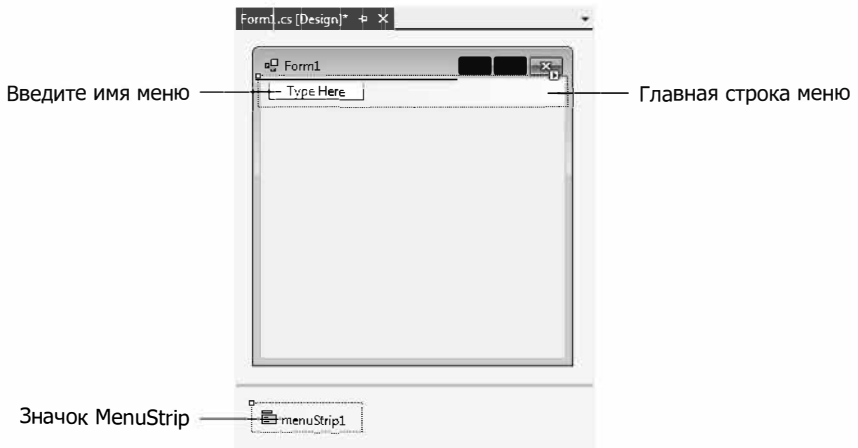 Form1.cs [Design]*
Form1
Введите имя меню
Type Here
Главная строка меню
Значок MenuStrip
menuStrip1